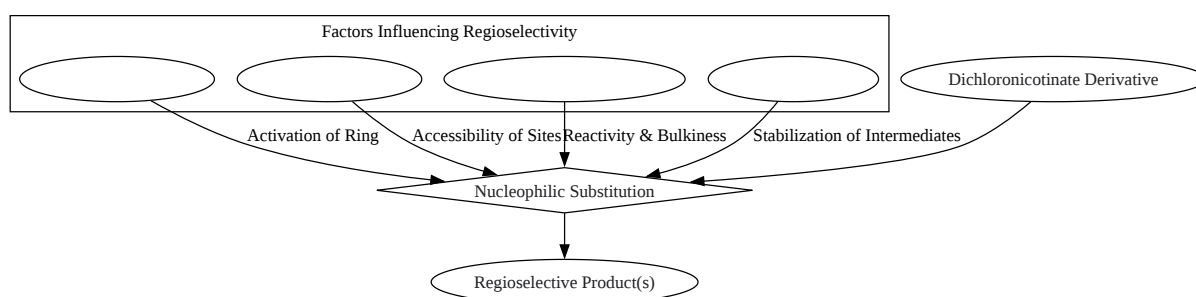 Factors Influencing Regioselectivity
Dichloronicotinate Derivative
Activation of Ring
Accessibility of Sites
Reactivity & Bulkiness
Stabilization of Intermediates
Nucleophilic Substitution
Regioselective Product(s)